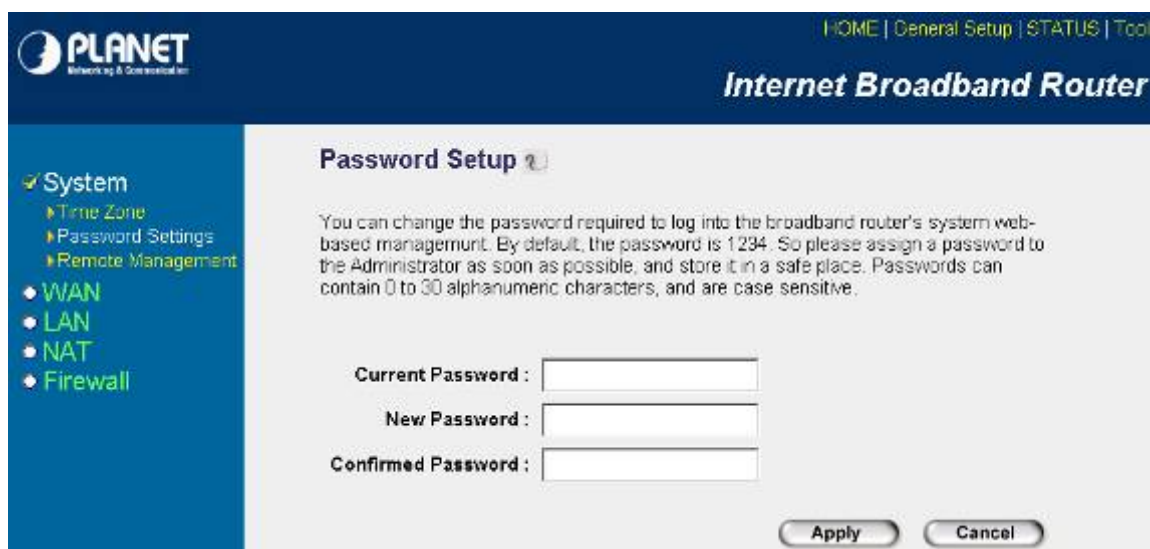 PLANET
Networking & Communication
HOME | General Setup | STATUS | Tool
Internet Broadband Router
System
Time Zone
Password Settings
Remote Management
WAN
LAN
NAT
Firewall
Password Setup
You can change the password required to log into the broadband router's system web-
based managemunt. By default, the password is 1234. So please assign a password to
the Administrator as soon as possible, and store it in a safe place. Passwords can
contain 0 to 30 alphanumeric characters, and are case sensitive.
Current Password :
New Password :
Confirmed Password :
Apply Cancel